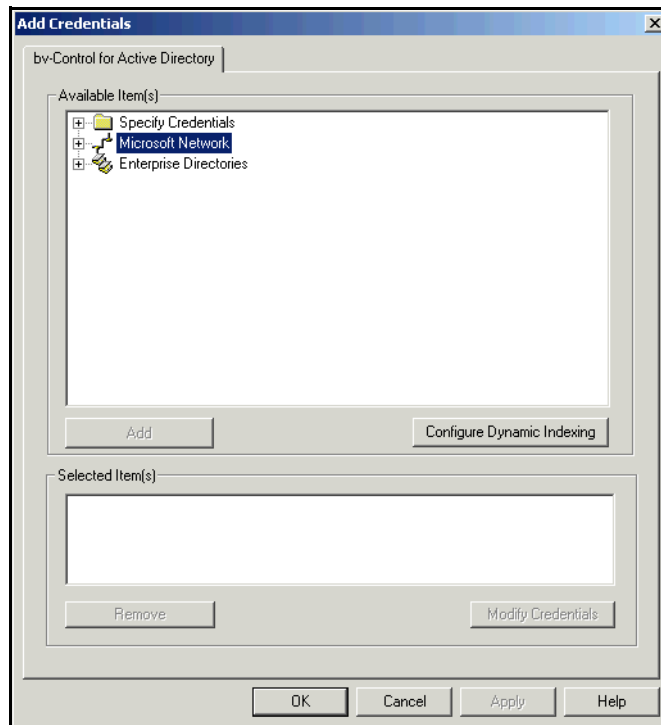 Add Credentials
bv-Control for Active Directory
Available Item(s)
Specify Credentials
Microsoft Network
Enterprise Directories
Add
Configure Dynamic Indexing
Selected Item(s)
Remove
Modify Credentials
OK
Cancel
Apply
Help